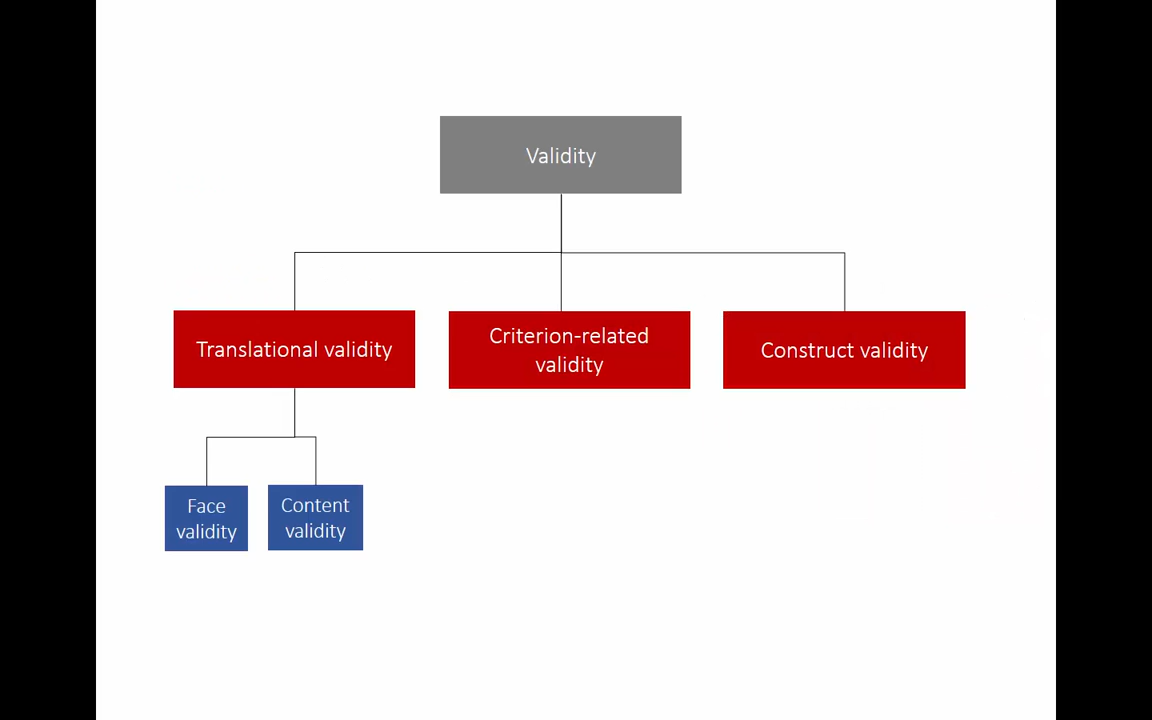 Validity
Translational validity
Criterion-related
validity
Construct validity
Face
validity
Content
validity